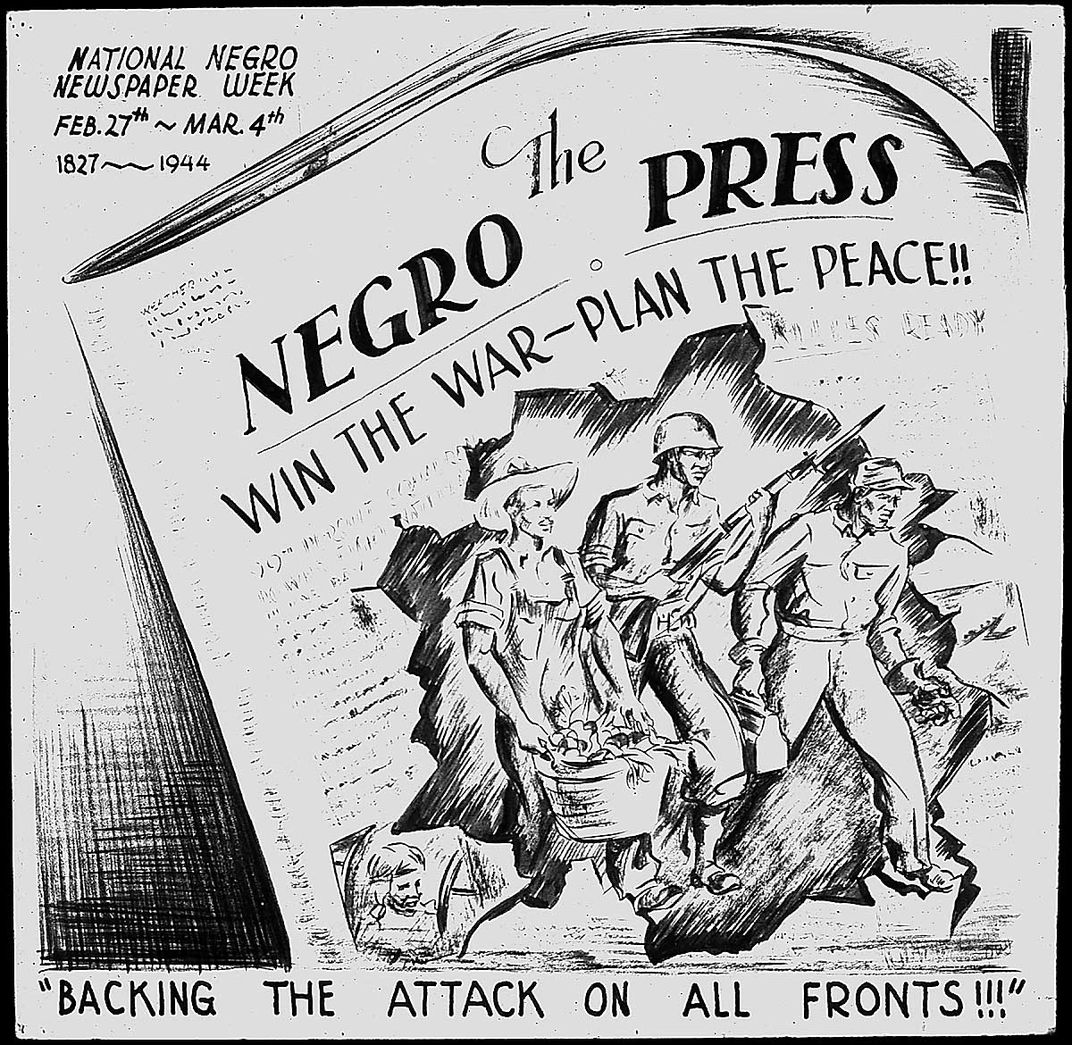 NATIONAL NEGRO
NEWSPAPER WEEK
FEB. 27th ~ MAR. 4th
1827 ~~ 1944
The
NEGRO PRESS
WIN THE WAR-PLAN THE PEACE!!
READY
"BACKING THE ATTACK ON ALL FRONTS!!!"